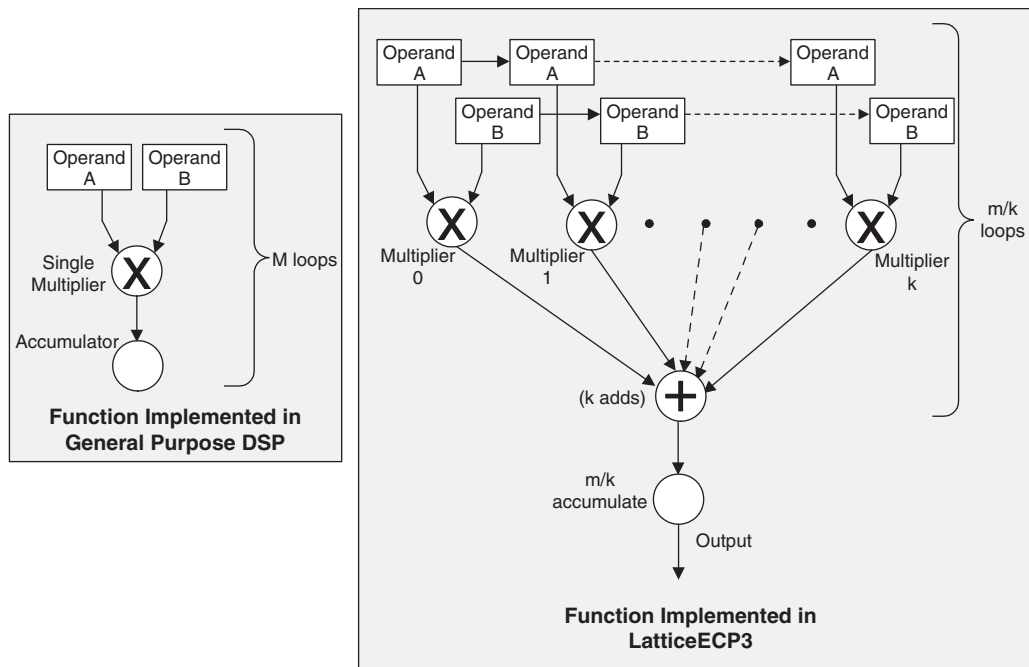 Operand
A
Operand
B
Single
Multiplier
X
Accumulator
M loops
Function Implemented in
General Purpose DSP
Operand
A
Operand
A
Operand
A
Operand
B
Operand
B
Operand
B
X
X
X
Multiplier
0
Multiplier
1
Multiplier
k
m/k
loops
(k adds)
+
m/k
accumulate
Output
Function Implemented in
LatticeECP3